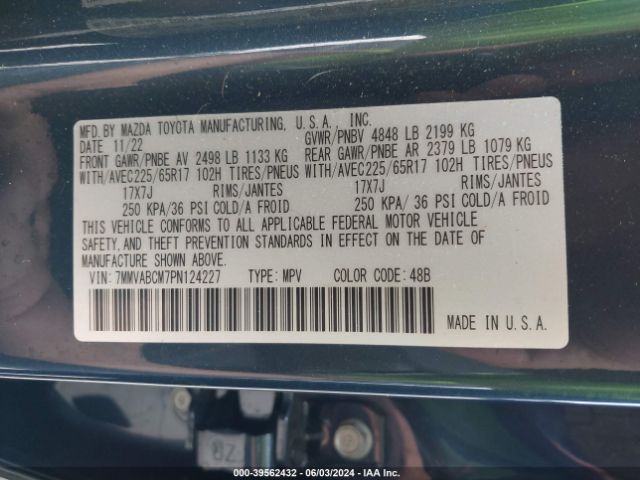 MFD.BY MAZDA TOYOTA MANUFACTURING, U.S.A., INC.
DATE 11/22 GVWR/PNBV 4848 LB 2199 KG
FRONT GAWR/PNBE AV 2498 LB 1133 KG REAR GAWR/PNBE AR 2379 LB 1079 KG
WITH/AVEC225/65R17 102H TIRES/PNEUS WITH/AVEC225/65R17 102H TIRES/PNEUS
17X7J RIMS/JANTES 17X7J RIMS/JANTES
250 KPA/36 PSI COLD/A FROID 250 KPA/ 36 PSI COLD/A FROID
THIS VEHICLE CONFORMS TO ALL APPLICABLE FEDERAL MOTOR VEHICLE
SAFETY, AND THEFT PREVENTION STANDARDS IN EFFECT ON THE DATE OF
MANUFACTURE SHOWN ABOVE.
VIN: 7MMVABCM7PN124227 TYPE: MPV COLOR CODE: 48B
MADE IN U.S.A.
000-39562432 - 06/03/2024 - IAA Inc.